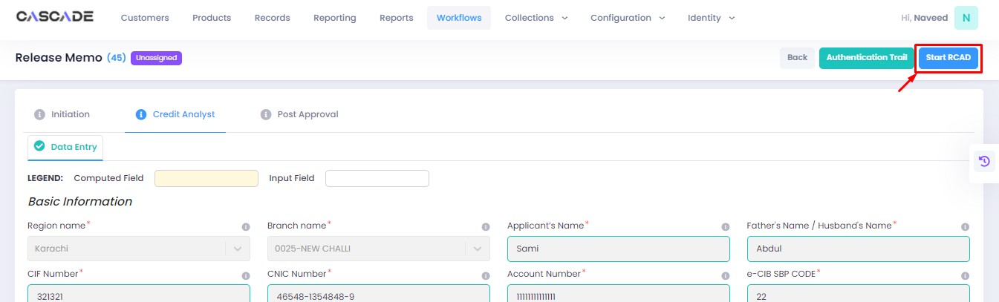 CASCADE Customers Products Records Reporting Reports Workflows Collections Configuration Identity Hi, Naveed N
Release Memo (45) Unassigned Back Authentication Trail Start RCAD
Initiation Credit Analyst Post Approval
Data Entry
LEGEND: Computed Field Input Field
Basic Information
Region name* Branch name* Applicant's Name* Father's Name / Husband's Name*
Karachi 0025-NEW CHALLI Sami Abdul
CIF Number* CNIC Number* Account Number* e-CIB SBP CODE*
321321 46548-1354848-9 22